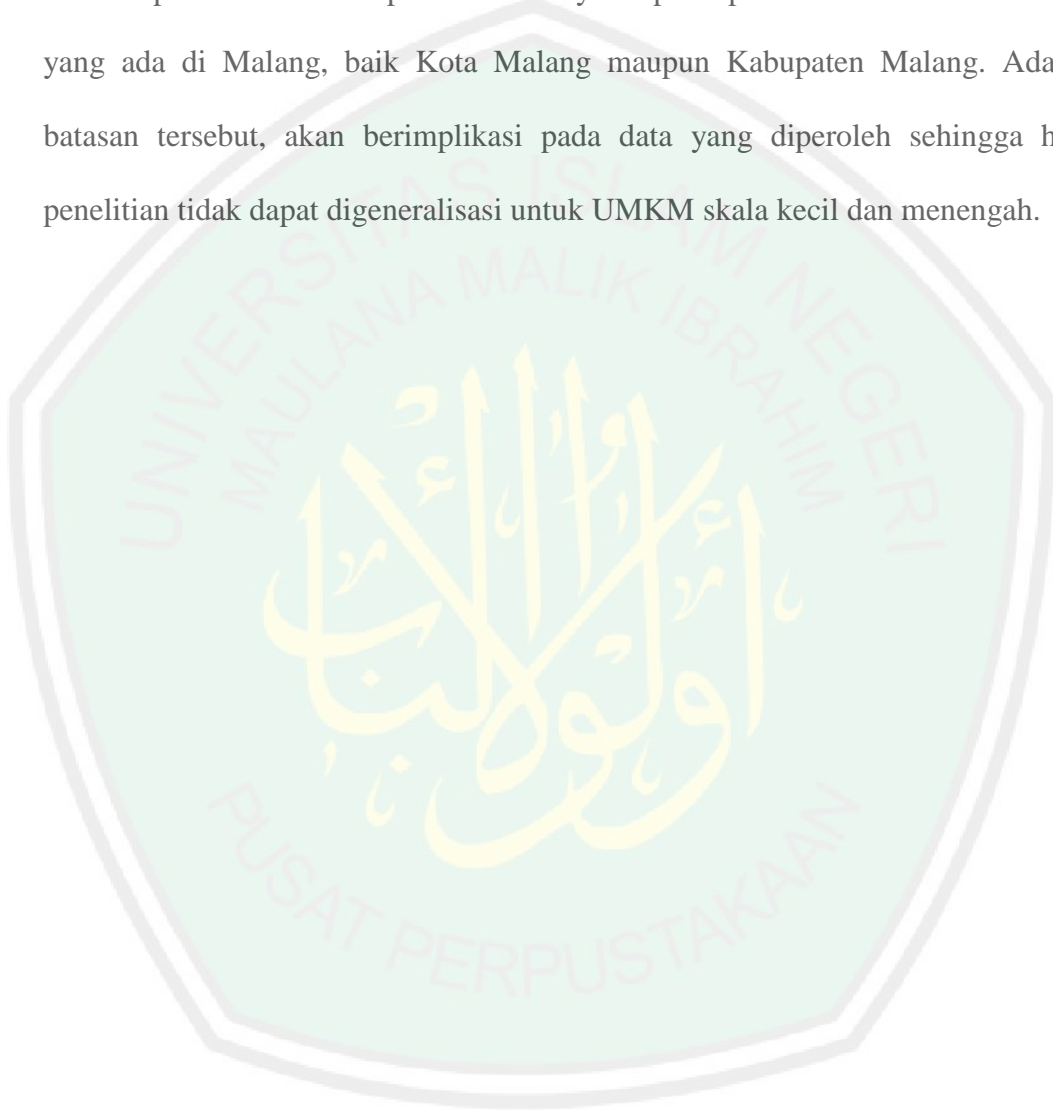 yang ada di Malang, baik Kota Malang maupun Kabupaten Malang. Ada
batasan tersebut, akan berimplikasi pada data yang diperoleh sehingga h
penelitian tidak dapat digeneralisasi untuk UMKM skala kecil dan menengah.
UNIVERSITAS ISLAM NEGERI
MAULANA MALIK IBRAHIM
أولوا الألباب
PUSAT PERPUSTAKAAN